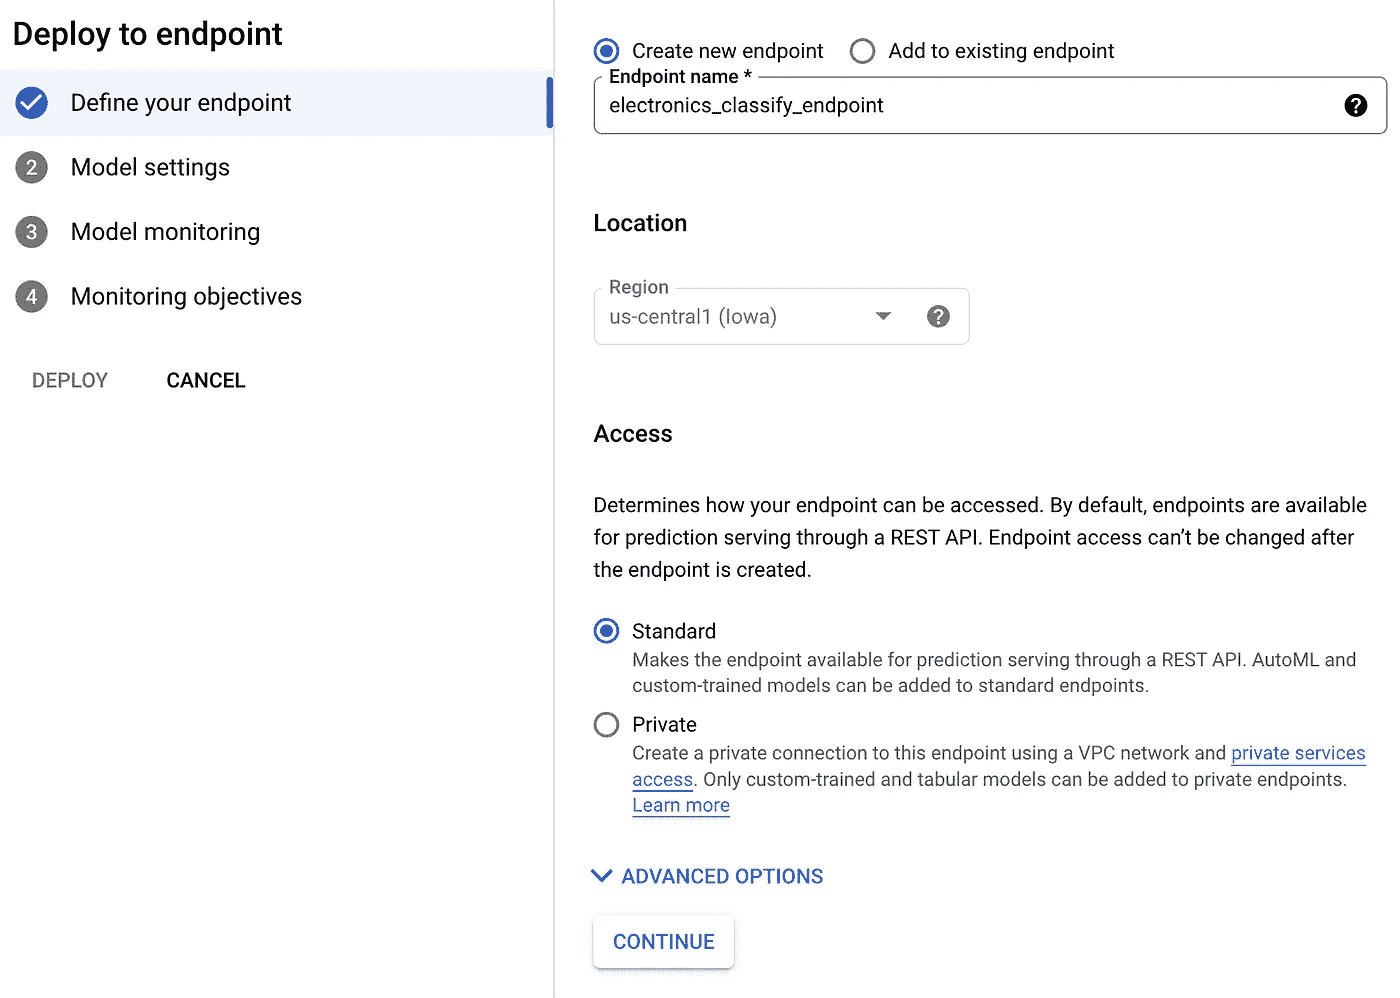 Deploy to endpoint
Define your endpoint
2 Model settings
3 Model monitoring
4 Monitoring objectives
DEPLOY CANCEL
Create new endpoint Add to existing endpoint
Endpoint name *
electronics_classify_endpoint
Location
Region
us-central1 (Iowa)
Access
Determines how your endpoint can be accessed. By default, endpoints are available
for prediction serving through a REST API. Endpoint access can’t be changed after
the endpoint is created.
Standard
Makes the endpoint available for prediction serving through a REST API. AutoML and
custom-trained models can be added to standard endpoints.
Private
Create a private connection to this endpoint using a VPC network and private services
access. Only custom-trained and tabular models can be added to private endpoints.
Learn more
ADVANCED OPTIONS
CONTINUE